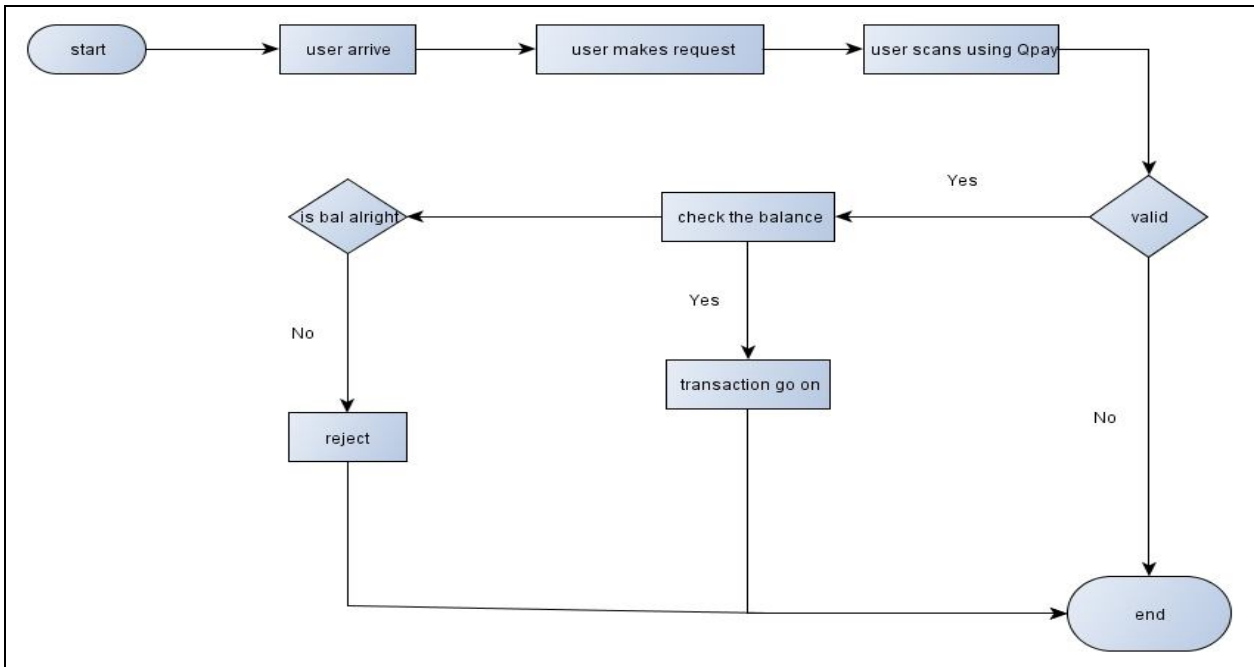 start
user arrive
user makes request
user scans using Qpay
Yes
is bal alright
check the balance
valid
Yes
No
transaction go on
No
reject
end